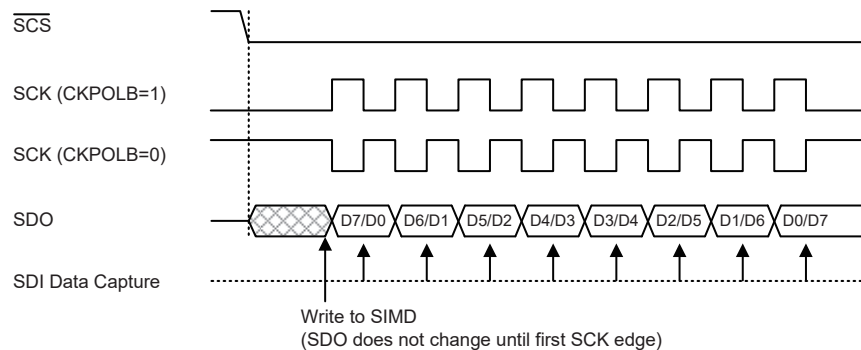 SCS
SCK (CKPOLB=1)
SCK (CKPOLB=0)
SDO D7/D0 D6/D1 D5/D2 D4/D3 D3/D4 D2/D5 D1/D6 D0/D7
SDI Data Capture
Write to SIMD
(SDO does not change until first SCK edge)